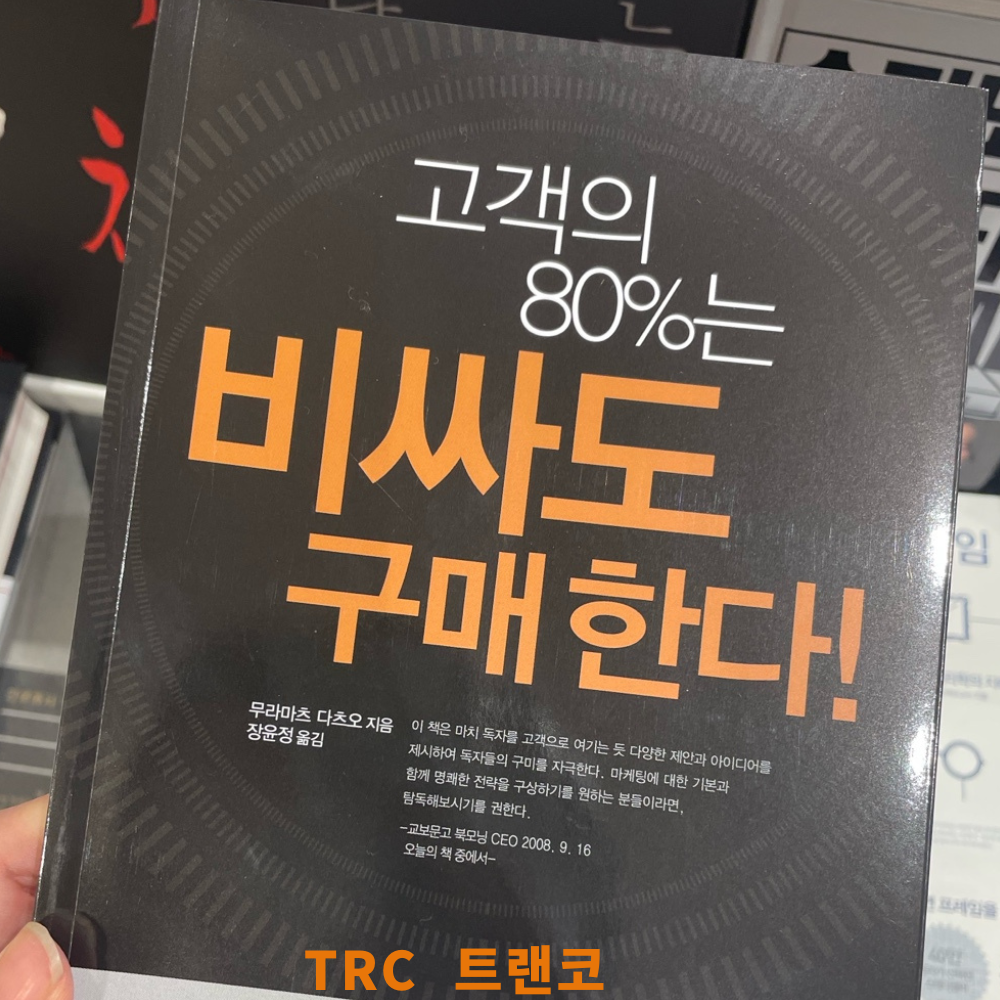 고객의
80%는
비싸도
구매 한다!
무라마츠 다츠오 지음
장윤정 옮김
이 책은 마치 독자를 고객으로 여기는 듯 다양한 제안과 아이디어를
제시하여 독자들의 구미를 자극한다. 마케팅에 대한 기본과
함께 명쾌한 전략을 구상하기를 원하는 분들이라면,
탐독해보시기를 권한다.
-교보문고 북모닝 CEO 2008. 9. 16
오늘의 책 중에서-
TRC 트랜코